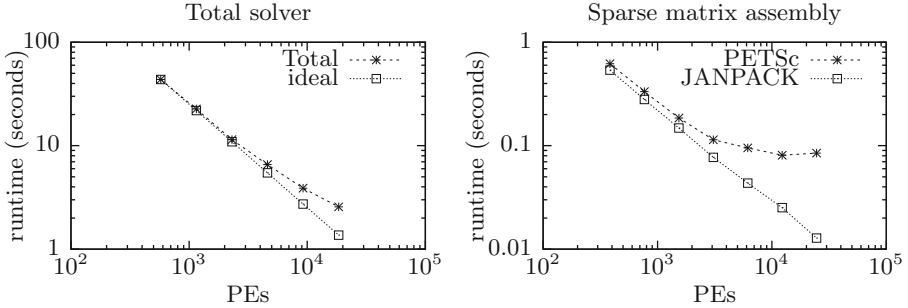 Total solver
runtime (seconds)
100
10
1
10^2
10^3
10^4
10^5
PEs
Total
ideal
Sparse matrix assembly
runtime (seconds)
1
0.1
0.01
10^2
10^3
10^4
10^5
PEs
PETSc
JANPACK